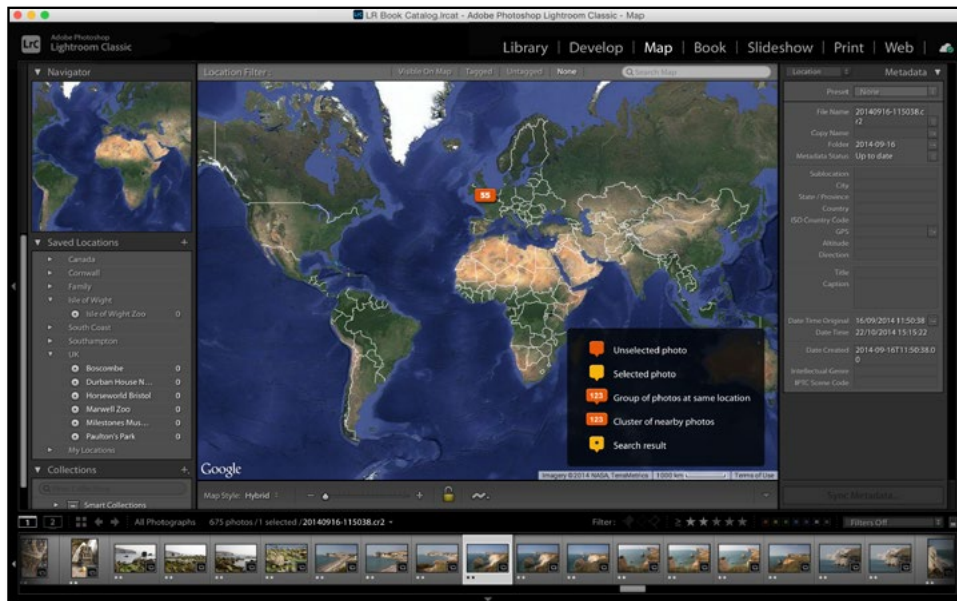 LR Book Catalog.lrcat - Adobe Photoshop Lightroom Classic - Map
LrC
Adobe Photoshop
Lightroom Classic
Library | Develop | Map | Book | Slideshow | Print | Web |
Navigator
Location Filter :
Visible On Map
Tagged
Untagged
None
Search Map
Location
Metadata
Preset None
File Name 20140916-115038.c
r2
Copy Name
Folder 2014-09-16
Metadata Status Up to date
Sublocation
City
State / Province
Country
ISO Country Code
GPS
Altitude
Direction
Title
Caption
Date Time Original 16/09/2014 11:50:38
Date Time 22/10/2014 15:15:22
Date Created 2014-09-16T11:50:38.0
0
Intellectual Genre
IPTC Scene Code
Sync Metadata...
55
Saved Locations +
Canada
Cornwall
Family
Isle of Wight
Isle of Wight Zoo 0
South Coast
Southampton
UK
Boscombe 0
Durban House N... 0
Horseworld Bristol 0
Marwell Zoo 0
Milestones Mus... 0
Paulton's Park 0
My Locations
Collections +
Smart Collections
Unselected photo
Selected photo
123 Group of photos at same location
123 Cluster of nearby photos
Search result
Google
Imagery ©2014 NASA, TerraMetrics
1000 km
Terms of Use
Map Style: Hybrid
- +
1 2
All Photographs
675 photos / 1 selected / 20140916-115038.cr2
Filter:
≥ ★★★★★
Filters Off